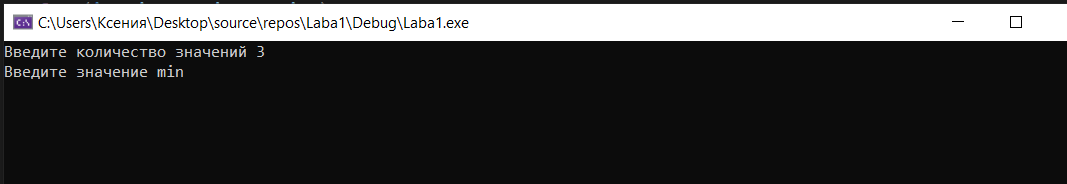 C:\Users\Ксения\Desktop\source\repos\Laba1\Debug\Laba1.exe
Введите количество значений 3
Введите значение min